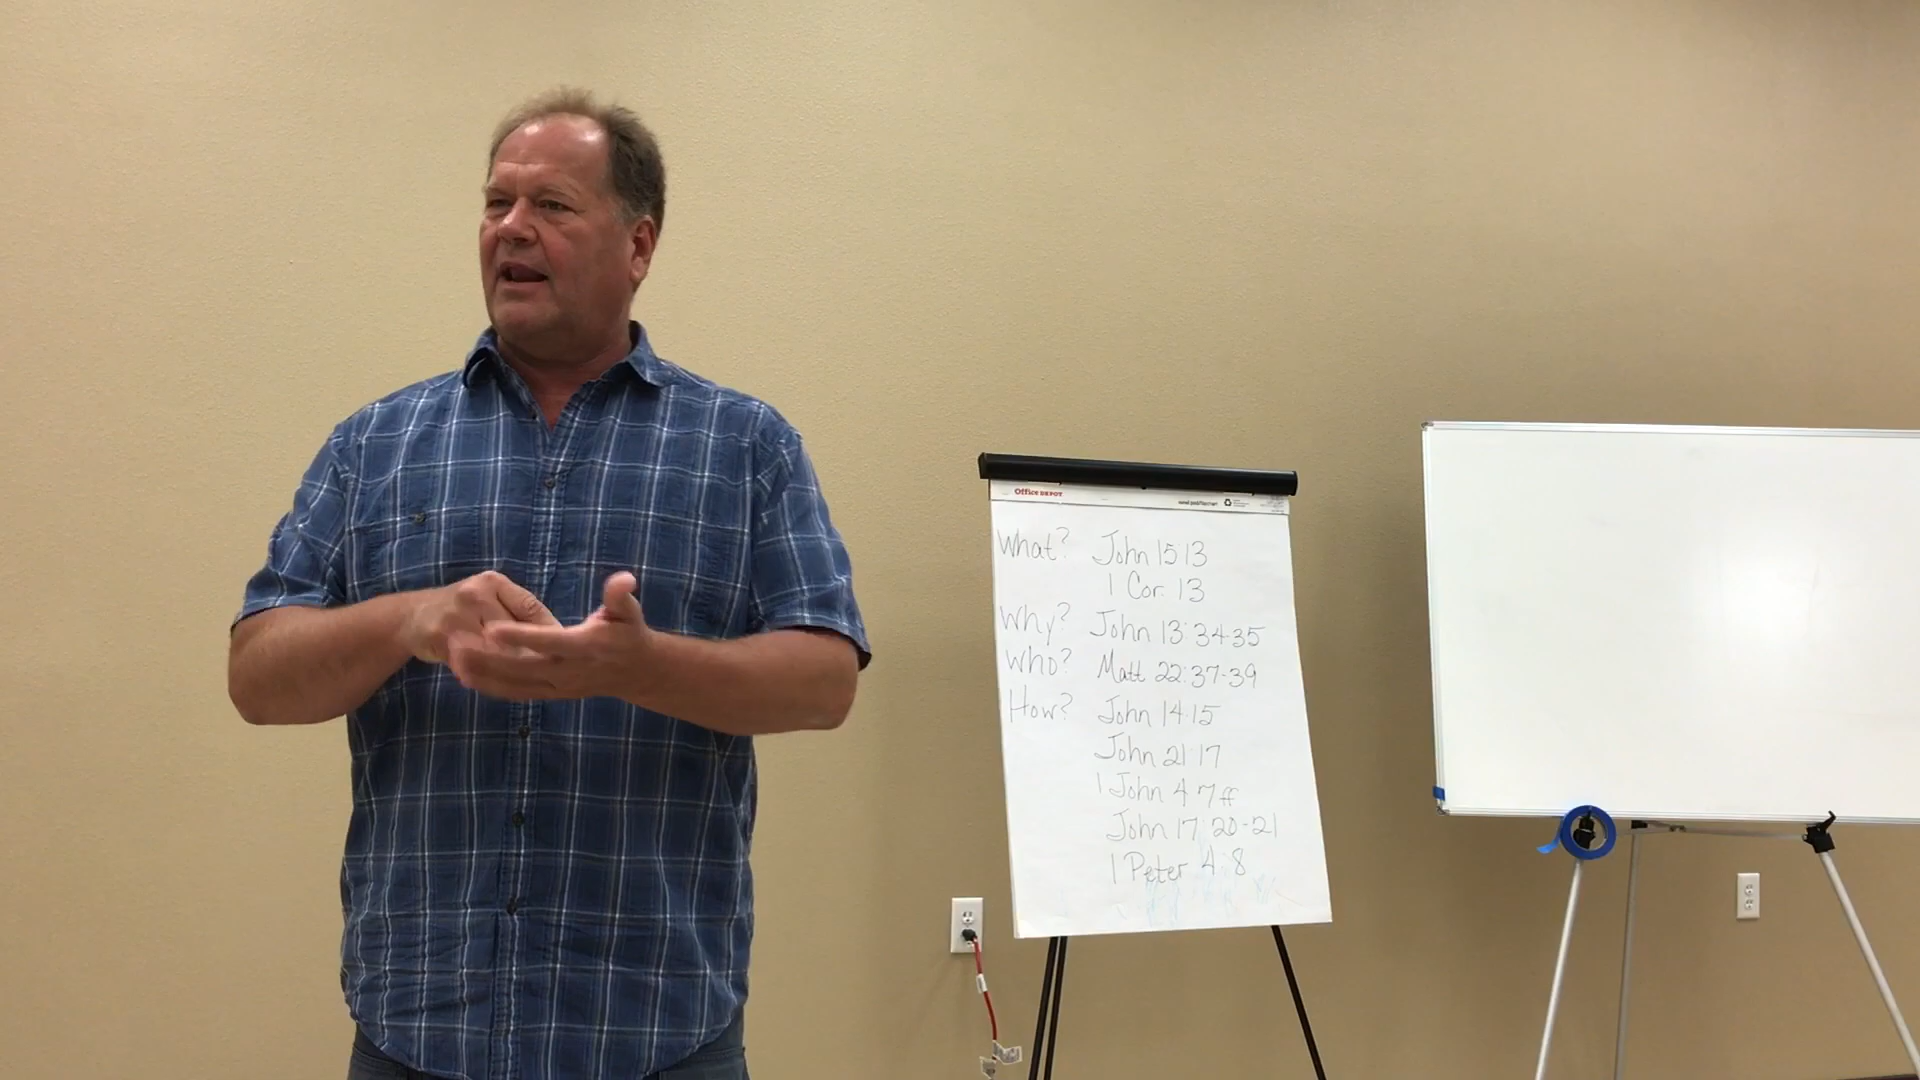 Office DEPOT
What? John 15:13
1 Cor. 13
Why? John 13:34-35
Who? Matt 22:37-39
How? John 14:15
John 21:17
1 John 4:7ff
John 17:20-21
1 Peter 4:8